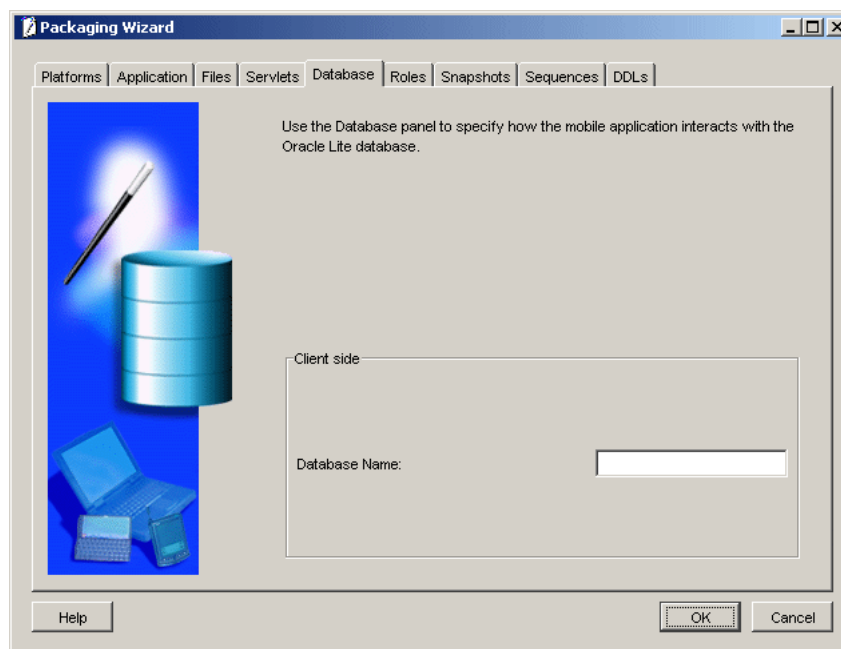 Packaging Wizard
Platforms Application Files Servlets Database Roles Snapshots Sequences DDLs
Use the Database panel to specify how the mobile application interacts with the
Oracle Lite database.
Client side
Database Name:
Help OK Cancel